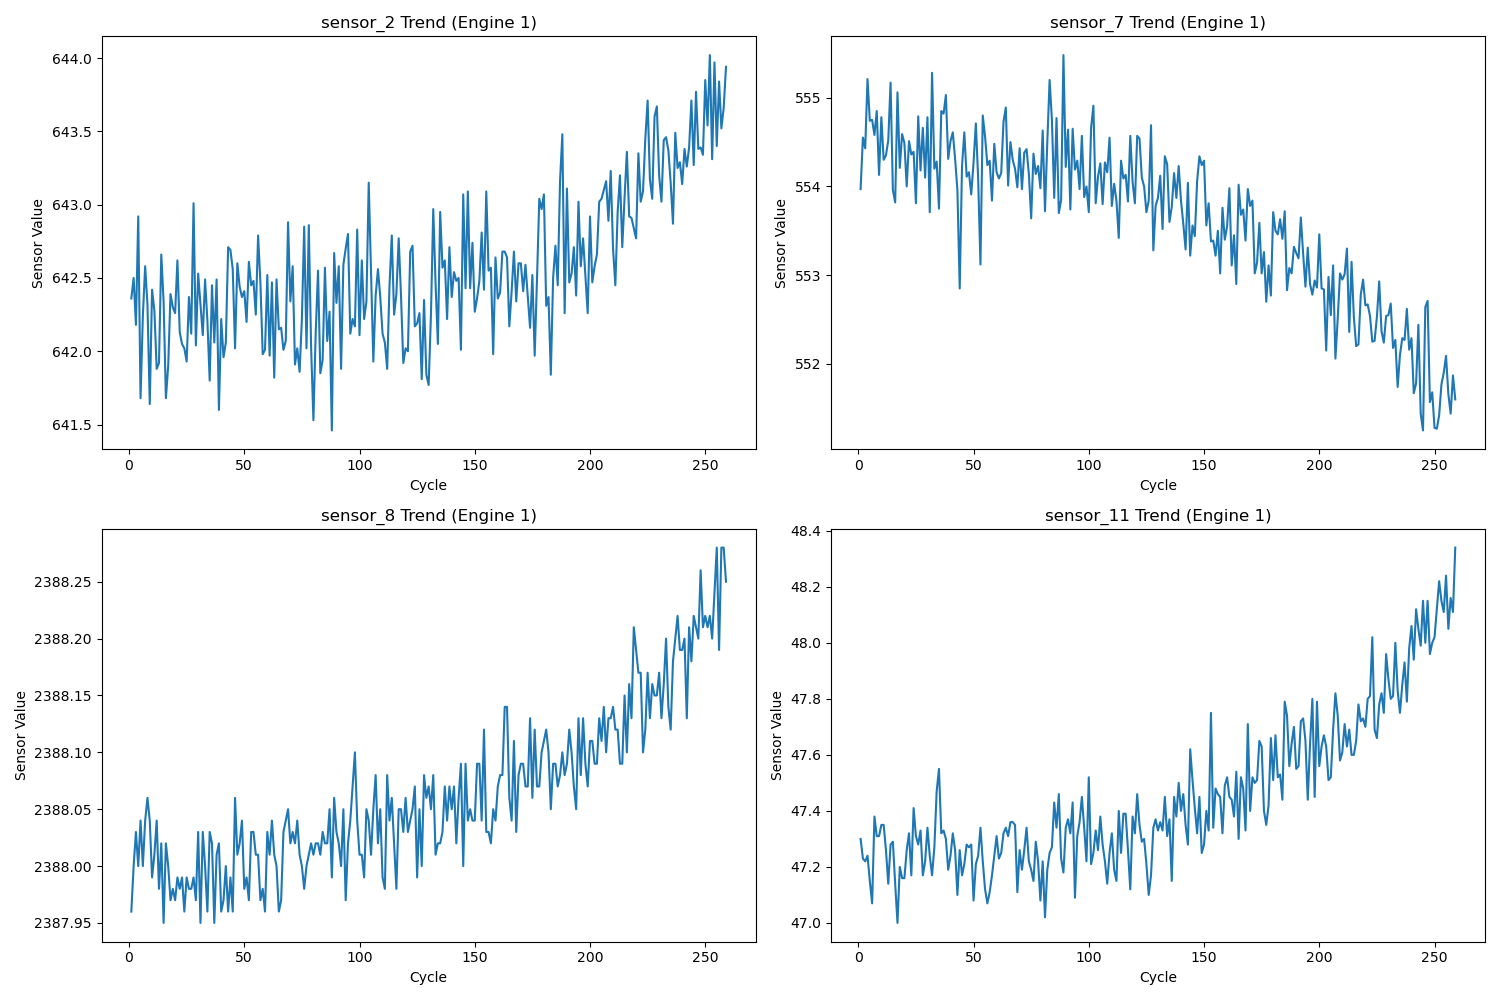 sensor_2 Trend (Engine 1)
644.0
643.5
643.0
642.5
642.0
641.5
Sensor Value
0 50 100 150 200 250
Cycle
sensor_7 Trend (Engine 1)
555
554
553
552
Sensor Value
0 50 100 150 200 250
Cycle
sensor_8 Trend (Engine 1)
2388.25
2388.20
2388.15
2388.10
2388.05
2388.00
2387.95
Sensor Value
0 50 100 150 200 250
Cycle
sensor_11 Trend (Engine 1)
48.4
48.2
48.0
47.8
47.6
47.4
47.2
47.0
Sensor Value
0 50 100 150 200 250
Cycle